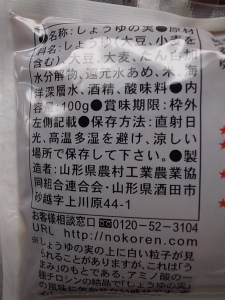 ●名称:しょうゆの実●原材
料名:しょうゆ(大豆、小麦を
含む)、大豆、大麦、たん白加
水分解物、還元水あめ、米、海
洋深層水、酒精、酸味料●内
容量:100g●賞味期限:枠外
左側記載●保存方法:直射日
光、高温多湿を避け、涼しい
場所で保存して下さい。●製
造者:山形県農村工業農業協
同組合連合会・山形県酒田市
砂越字上川原44-1
お客様相談窓口 0120-52-3104
URL http://nokoren.com/
※しょうゆの実の上に白い粒子が見
られることがありますが、これは「う
まみ」のもとである、アミノ酸の一
種チロシンの結晶で「しょうゆの実」